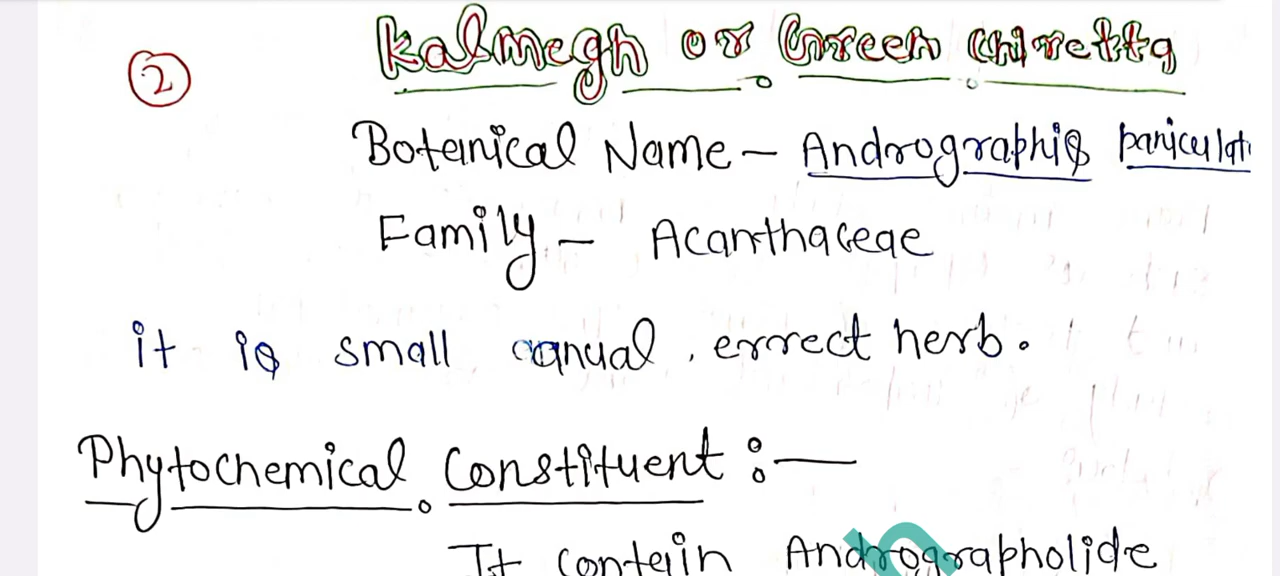 ② Kalmegh or Green chiretta
Botanical Name - Andrographis paniculat
Family - Acanthaceae
it is small annual, errect herb.
Phytochemical Constituent :-
It contain Andrographolide